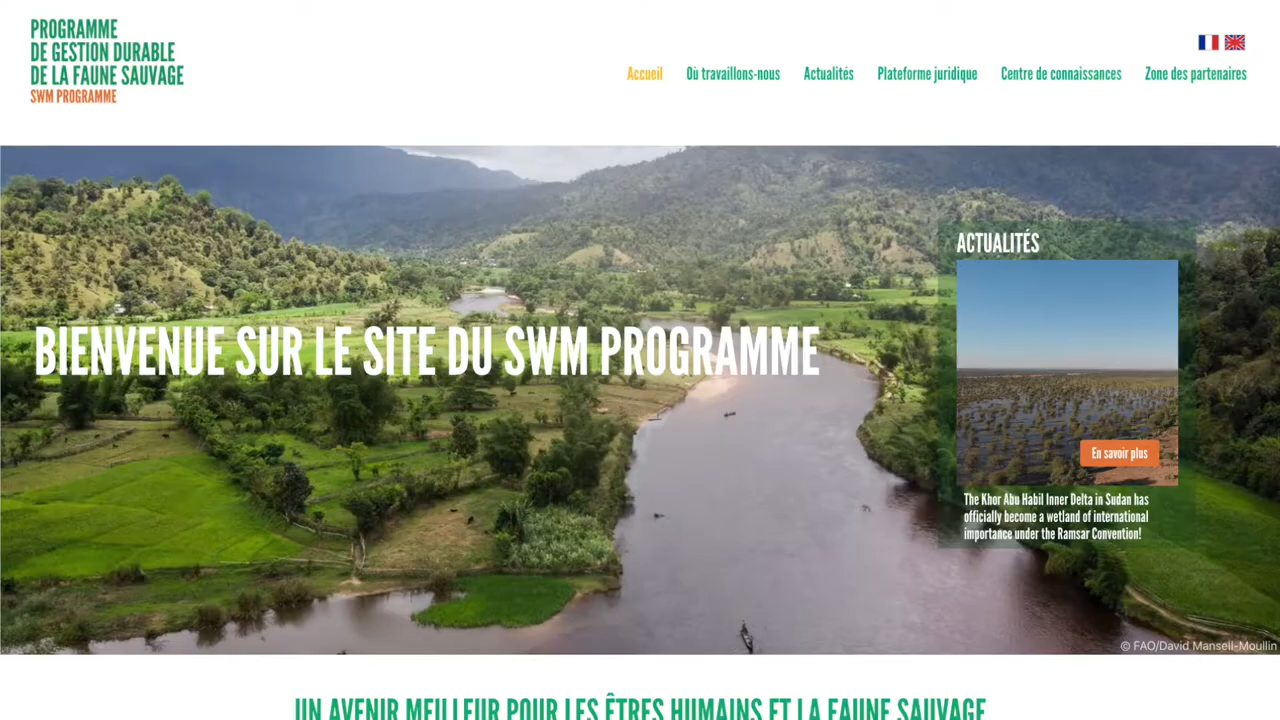 PROGRAMME
DE GESTION DURABLE
DE LA FAUNE SAUVAGE
SWM PROGRAMME
Accueil Où travaillons-nous Actualités Plateforme juridique Centre de connaissances Zone des partenaires
ACTUALITÉS
BIENVENUE SUR LE SITE DU SWM PROGRAMME
En savoir plus
The Khor Abu Habil Inner Delta in Sudan has
officially become a wetland of international
importance under the Ramsar Convention!
© FAO/David Mansell-Moullin
UN AVENIR MEILLEUR POUR LES ÊTRES HUMAINS ET LA FAUNE SAUVAGE